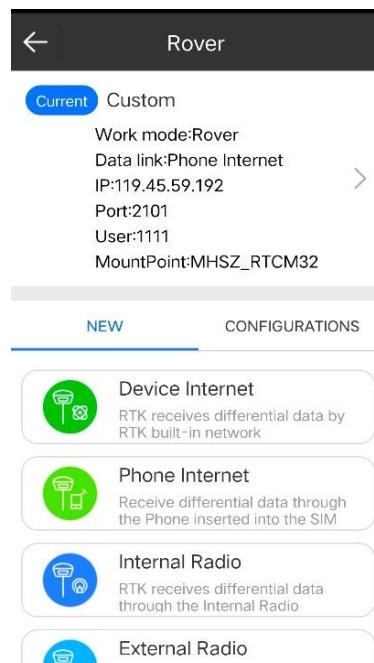 Rover
Current Custom
Work mode:Rover
Data link:Phone Internet
IP:119.45.59.192
Port:2101
User:1111
MountPoint:MHSZ_RTCM32
NEW CONFIGURATIONS
Device Internet
RTK receives differential data by
RTK built-in network
Phone Internet
Receive differential data through
the Phone inserted into the SIM
Internal Radio
RTK receives differential data
through the Internal Radio
External Radio